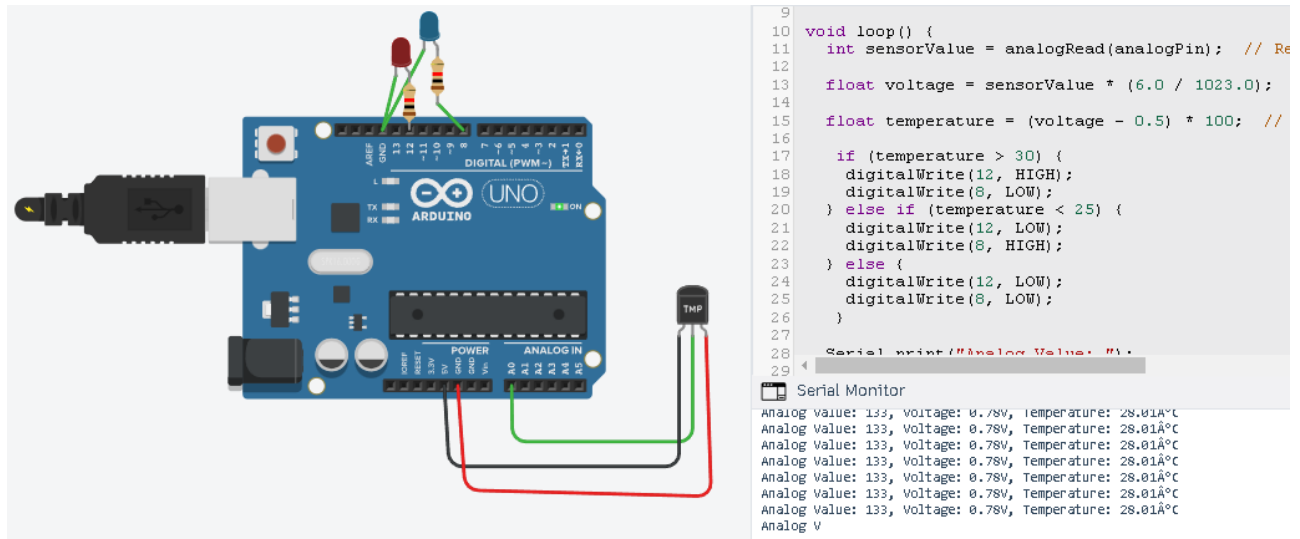 L
TX
RX
AREF
GND
13
12
~11
~10
~9
8
7
~6
~5
4
~3
2
TX→1
RX←0
DIGITAL (PWM~)
ARDUINO
UNO
ON
TMP
POWER
ANALOG IN
IOREF
RESET
3.3V
5V
GND
GND
Vin
A0
A1
A2
A3
A4
A5
9
10 void loop() {
11 int sensorValue = analogRead(analogPin); // Re
12
13 float voltage = sensorValue * (6.0 / 1023.0);
14
15 float temperature = (voltage - 0.5) * 100; //
16
17 if (temperature > 30) {
18 digitalWrite(12, HIGH);
19 digitalWrite(8, LOW);
20 } else if (temperature < 25) {
21 digitalWrite(12, LOW);
22 digitalWrite(8, HIGH);
23 } else {
24 digitalWrite(12, LOW);
25 digitalWrite(8, LOW);
26 }
27
28 Serial.print("Analog Value: ");
29
Serial Monitor
Analog Value: 133, Voltage: 0.78V, Temperature: 28.01Â°C
Analog Value: 133, Voltage: 0.78V, Temperature: 28.01Â°C
Analog Value: 133, Voltage: 0.78V, Temperature: 28.01Â°C
Analog Value: 133, Voltage: 0.78V, Temperature: 28.01Â°C
Analog Value: 133, Voltage: 0.78V, Temperature: 28.01Â°C
Analog Value: 133, Voltage: 0.78V, Temperature: 28.01Â°C
Analog Value: 133, Voltage: 0.78V, Temperature: 28.01Â°C
Analog V